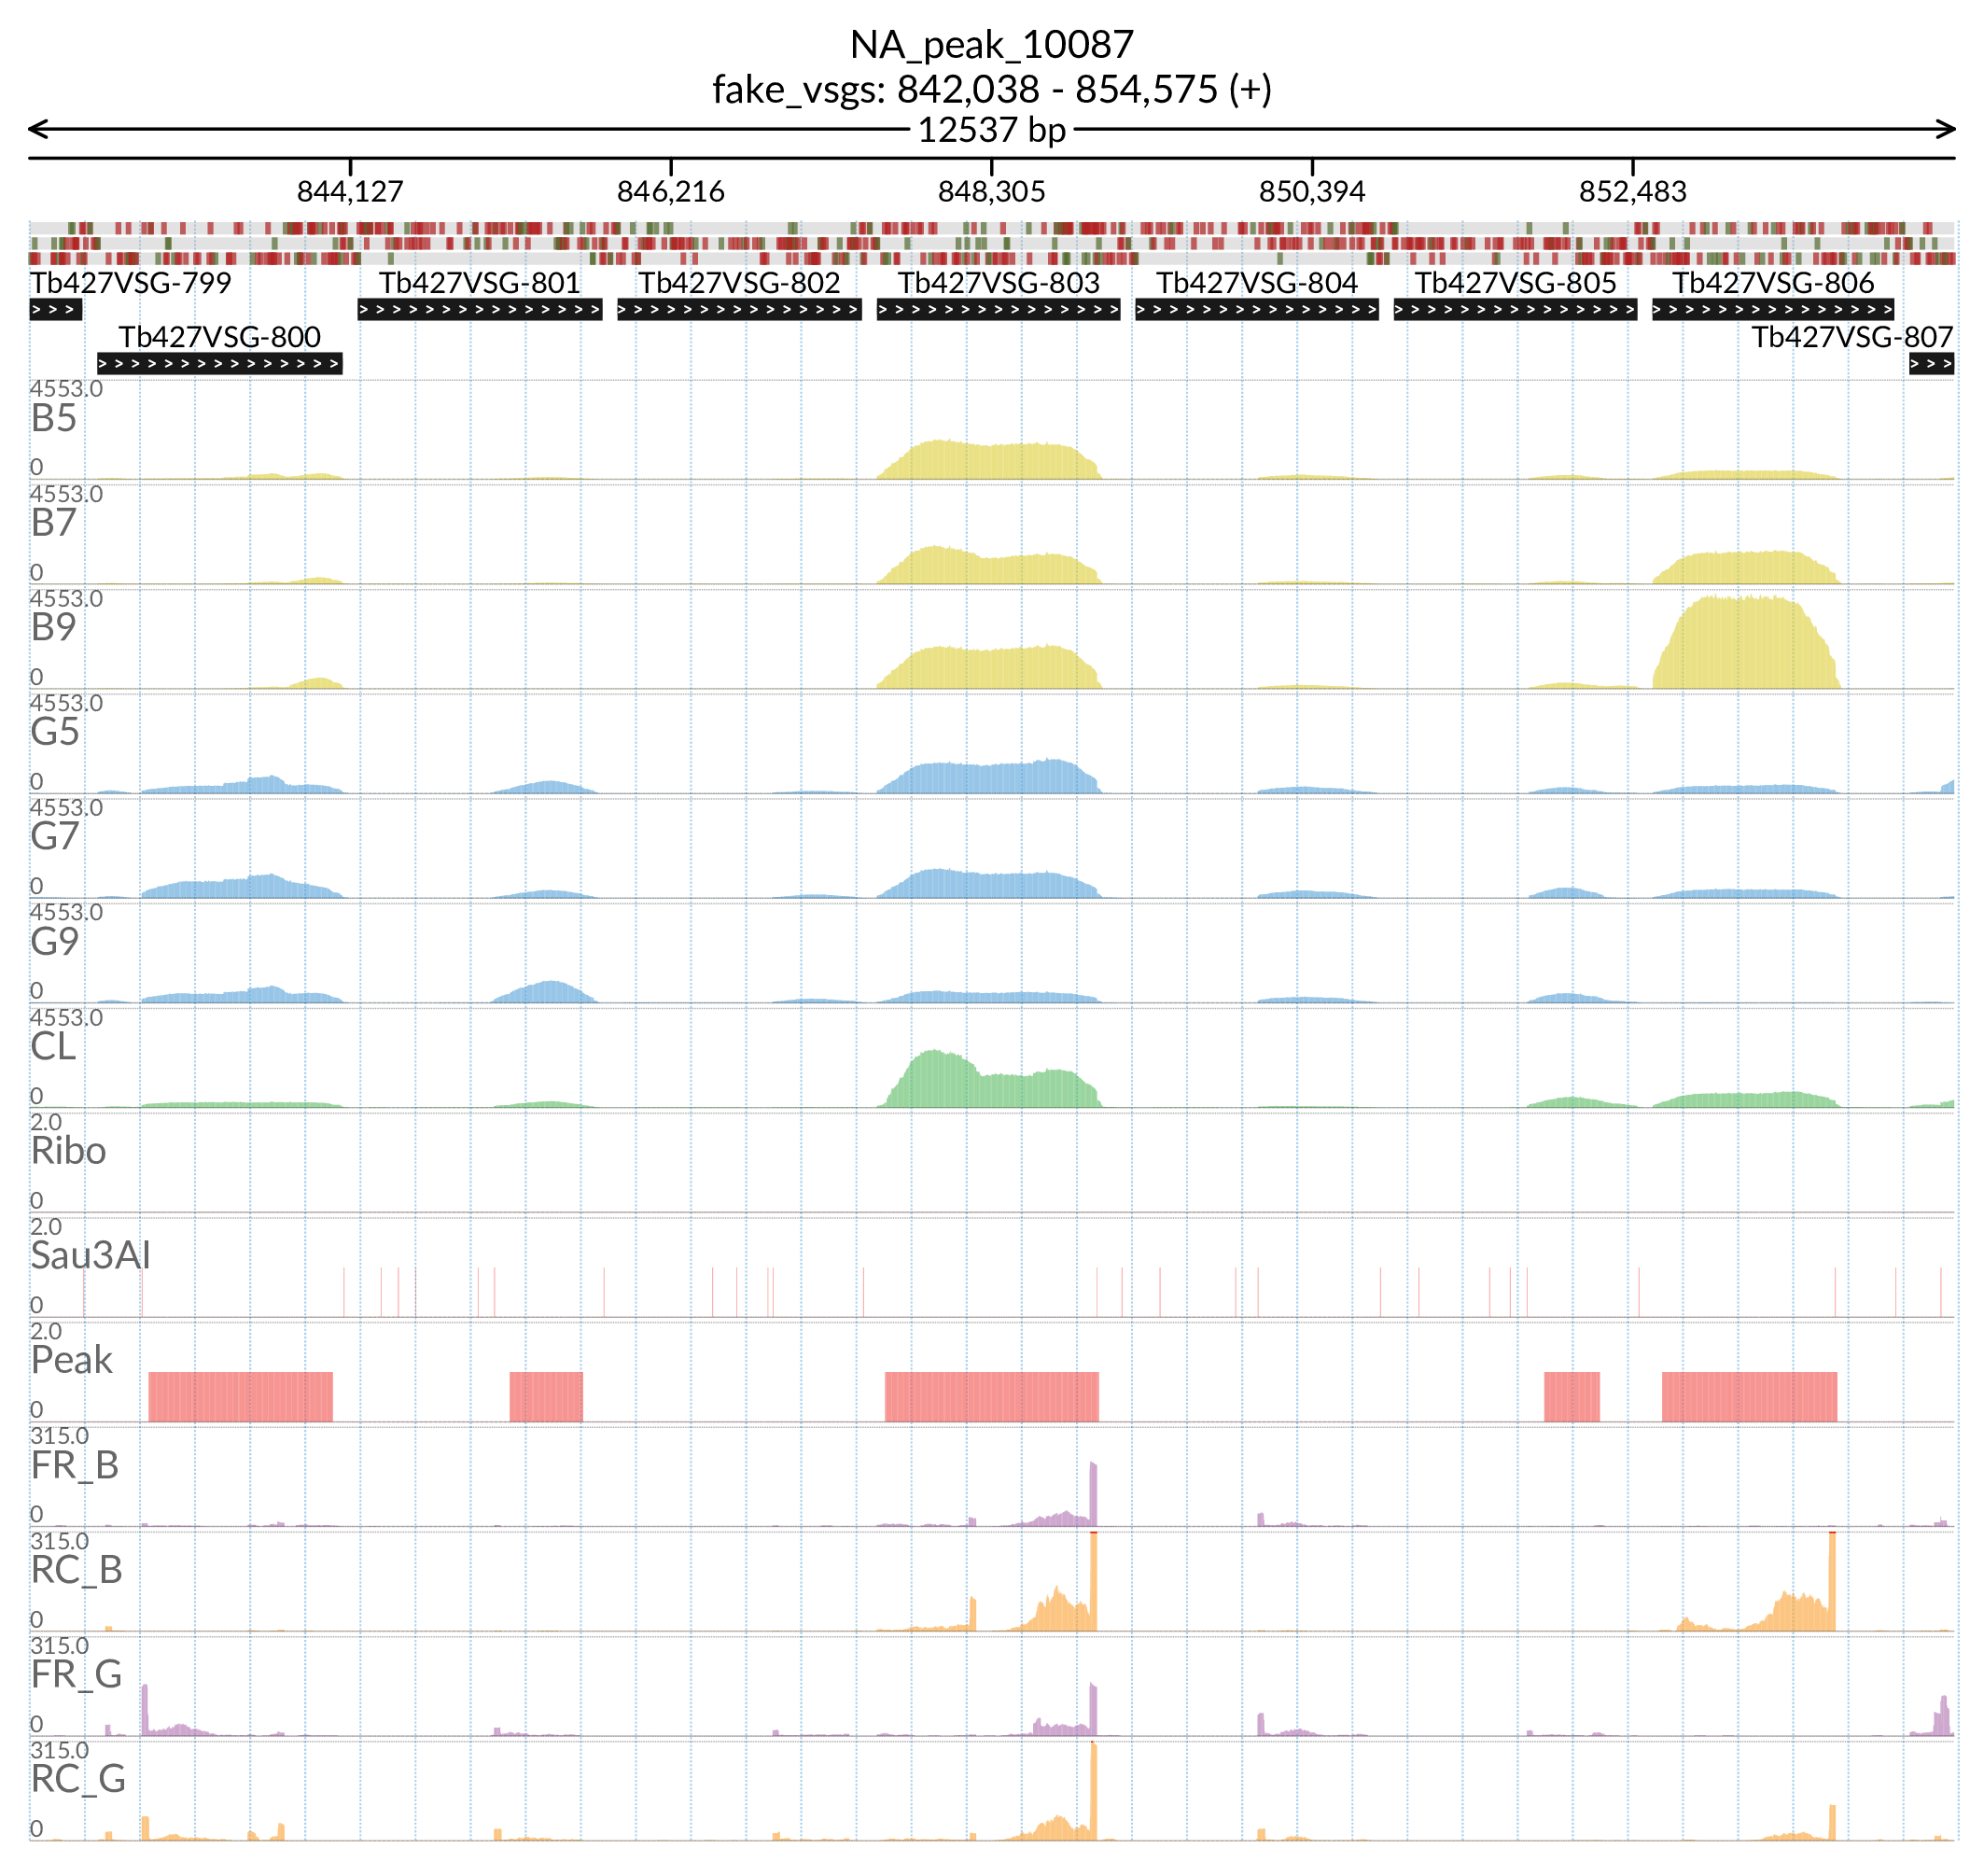 NA_peak_10087
fake_vsgs: 842,038 - 854,575 (+)
12537 bp
844,127 846,216 848,305 850,394 852,483
Tb427VSG-799 Tb427VSG-801 Tb427VSG-802 Tb427VSG-803 Tb427VSG-804 Tb427VSG-805 Tb427VSG-806
Tb427VSG-800 Tb427VSG-807
4553.0
B5
0
4553.0
B7
0
4553.0
B9
0
4553.0
G5
0
4553.0
G7
0
4553.0
G9
0
4553.0
CL
0
2.0
Ribo
0
2.0
Sau3AI
0
2.0
Peak
0
315.0
FR_B
0
315.0
RC_B
0
315.0
FR_G
0
315.0
RC_G
0